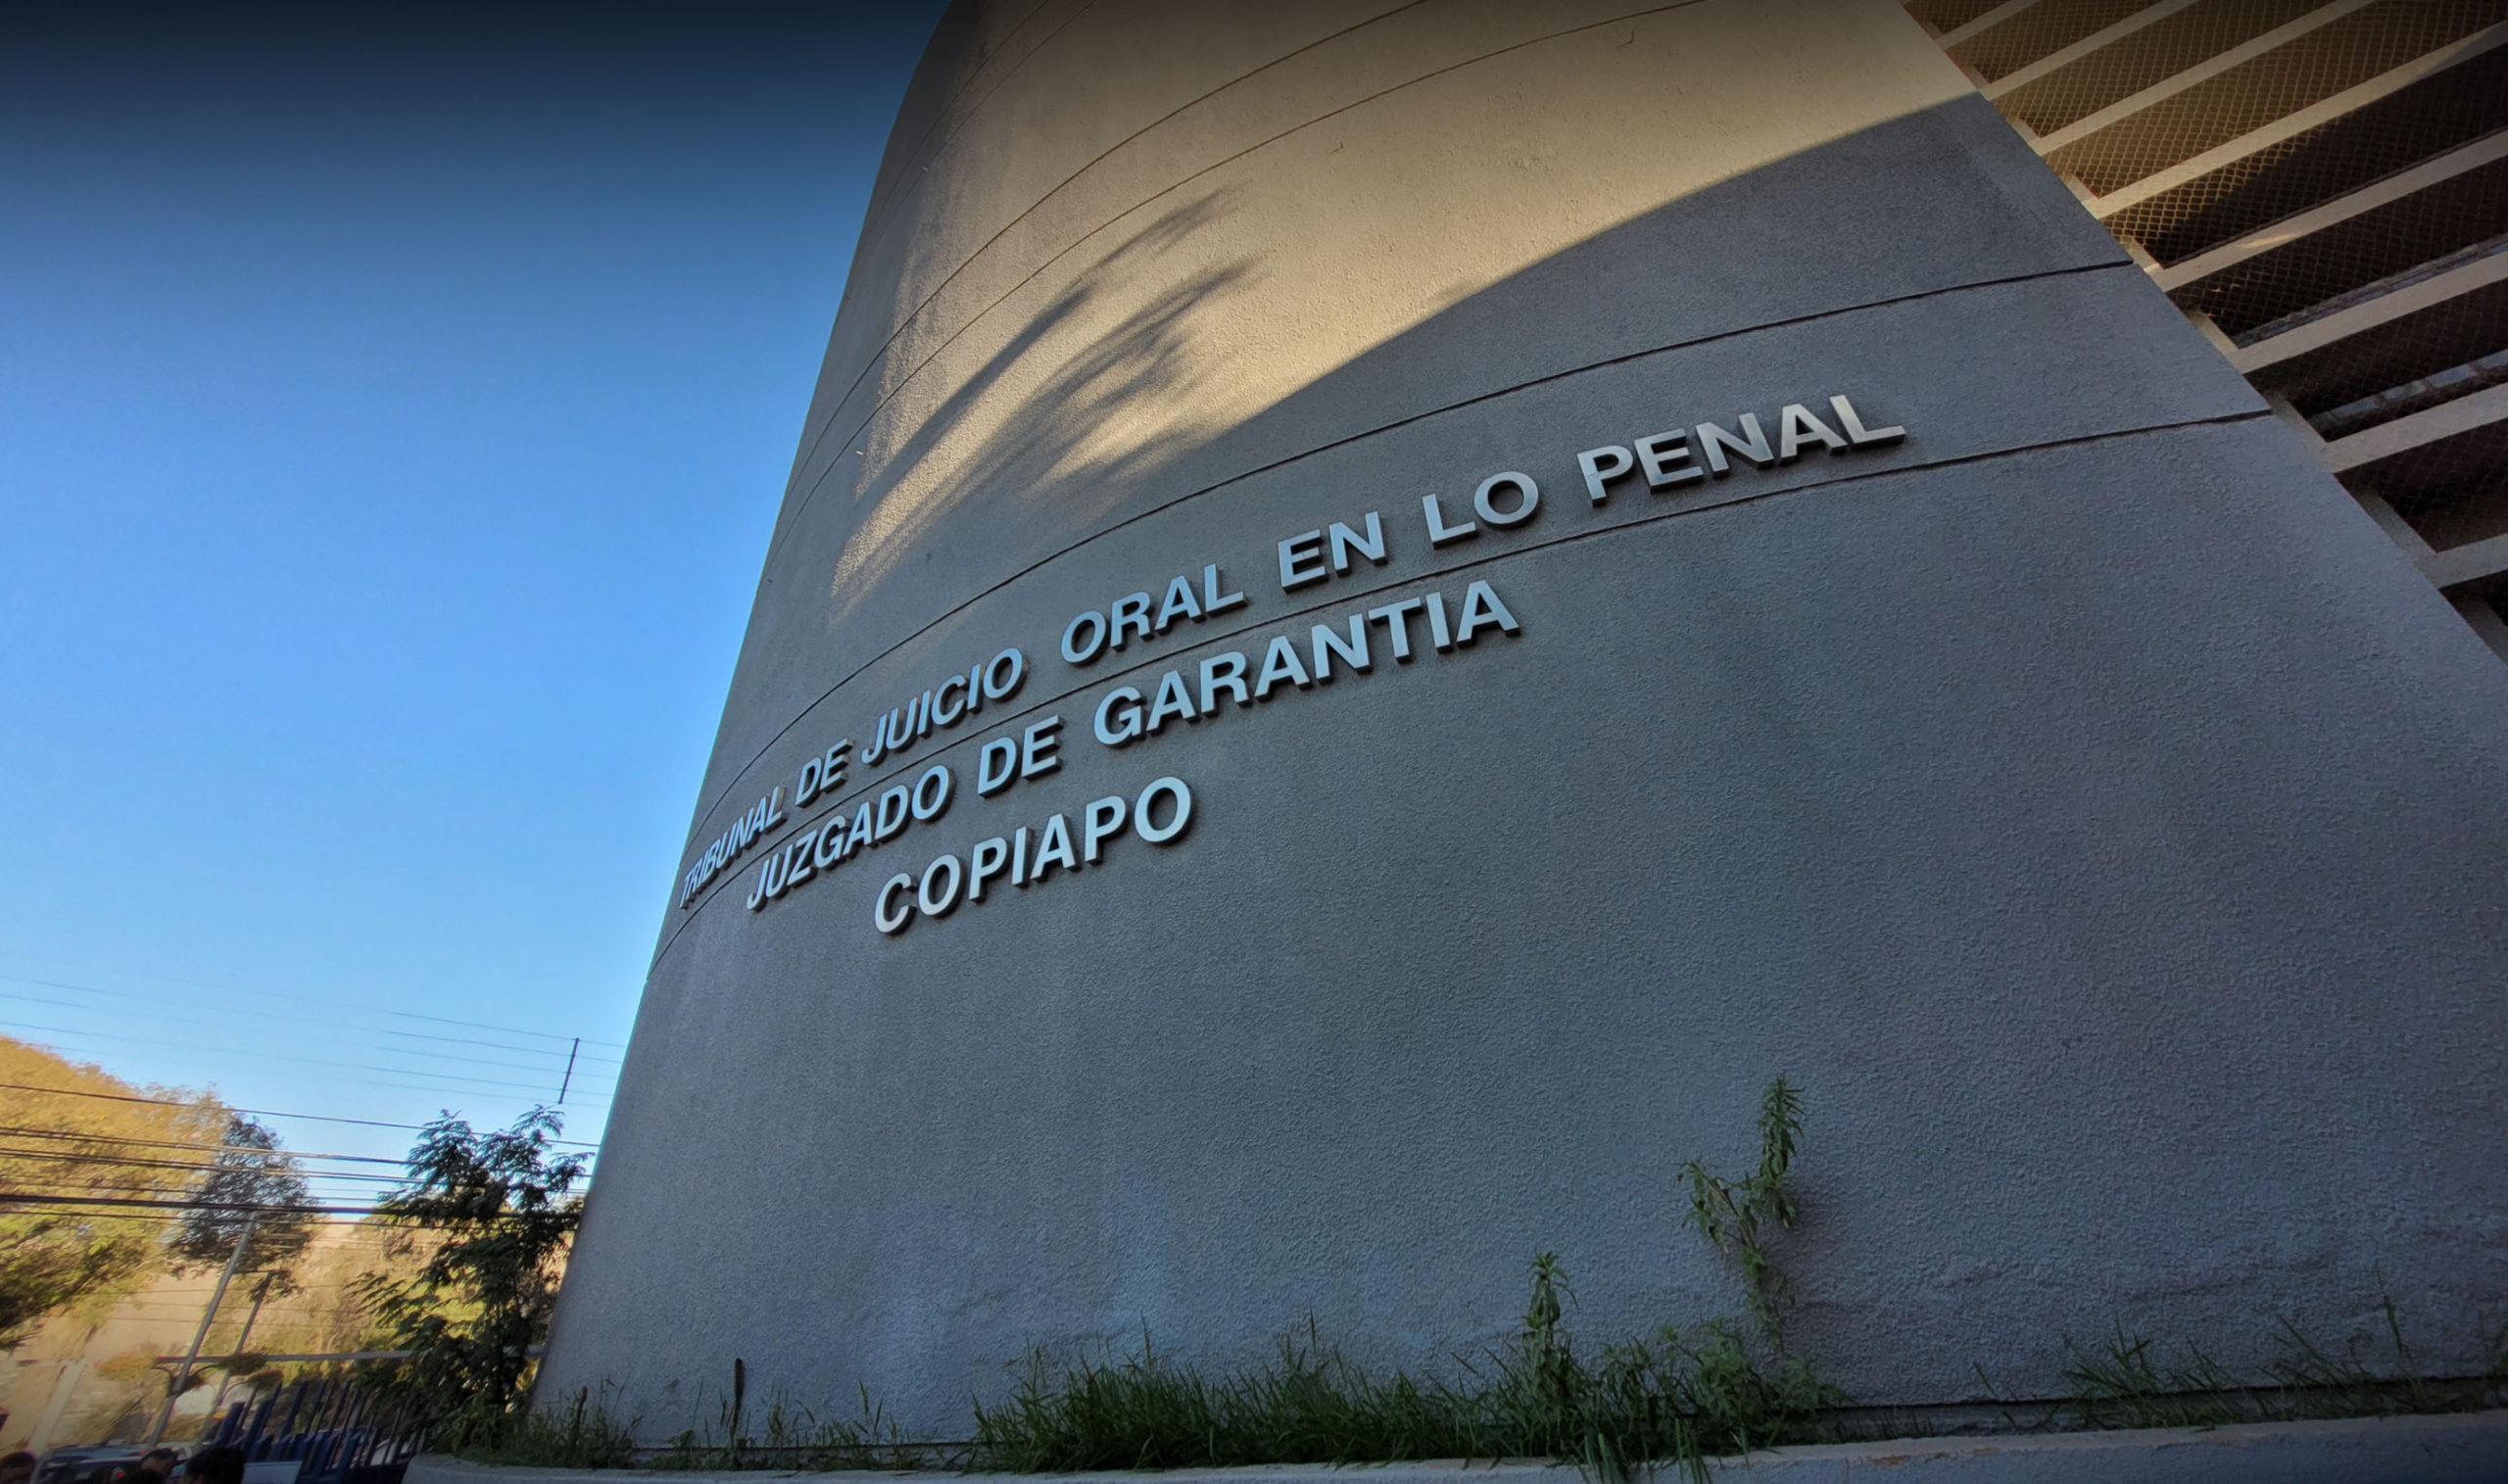 TRIBUNAL DE JUICIO ORAL EN LO PENAL
JUZGADO DE GARANTIA
COPIAPO